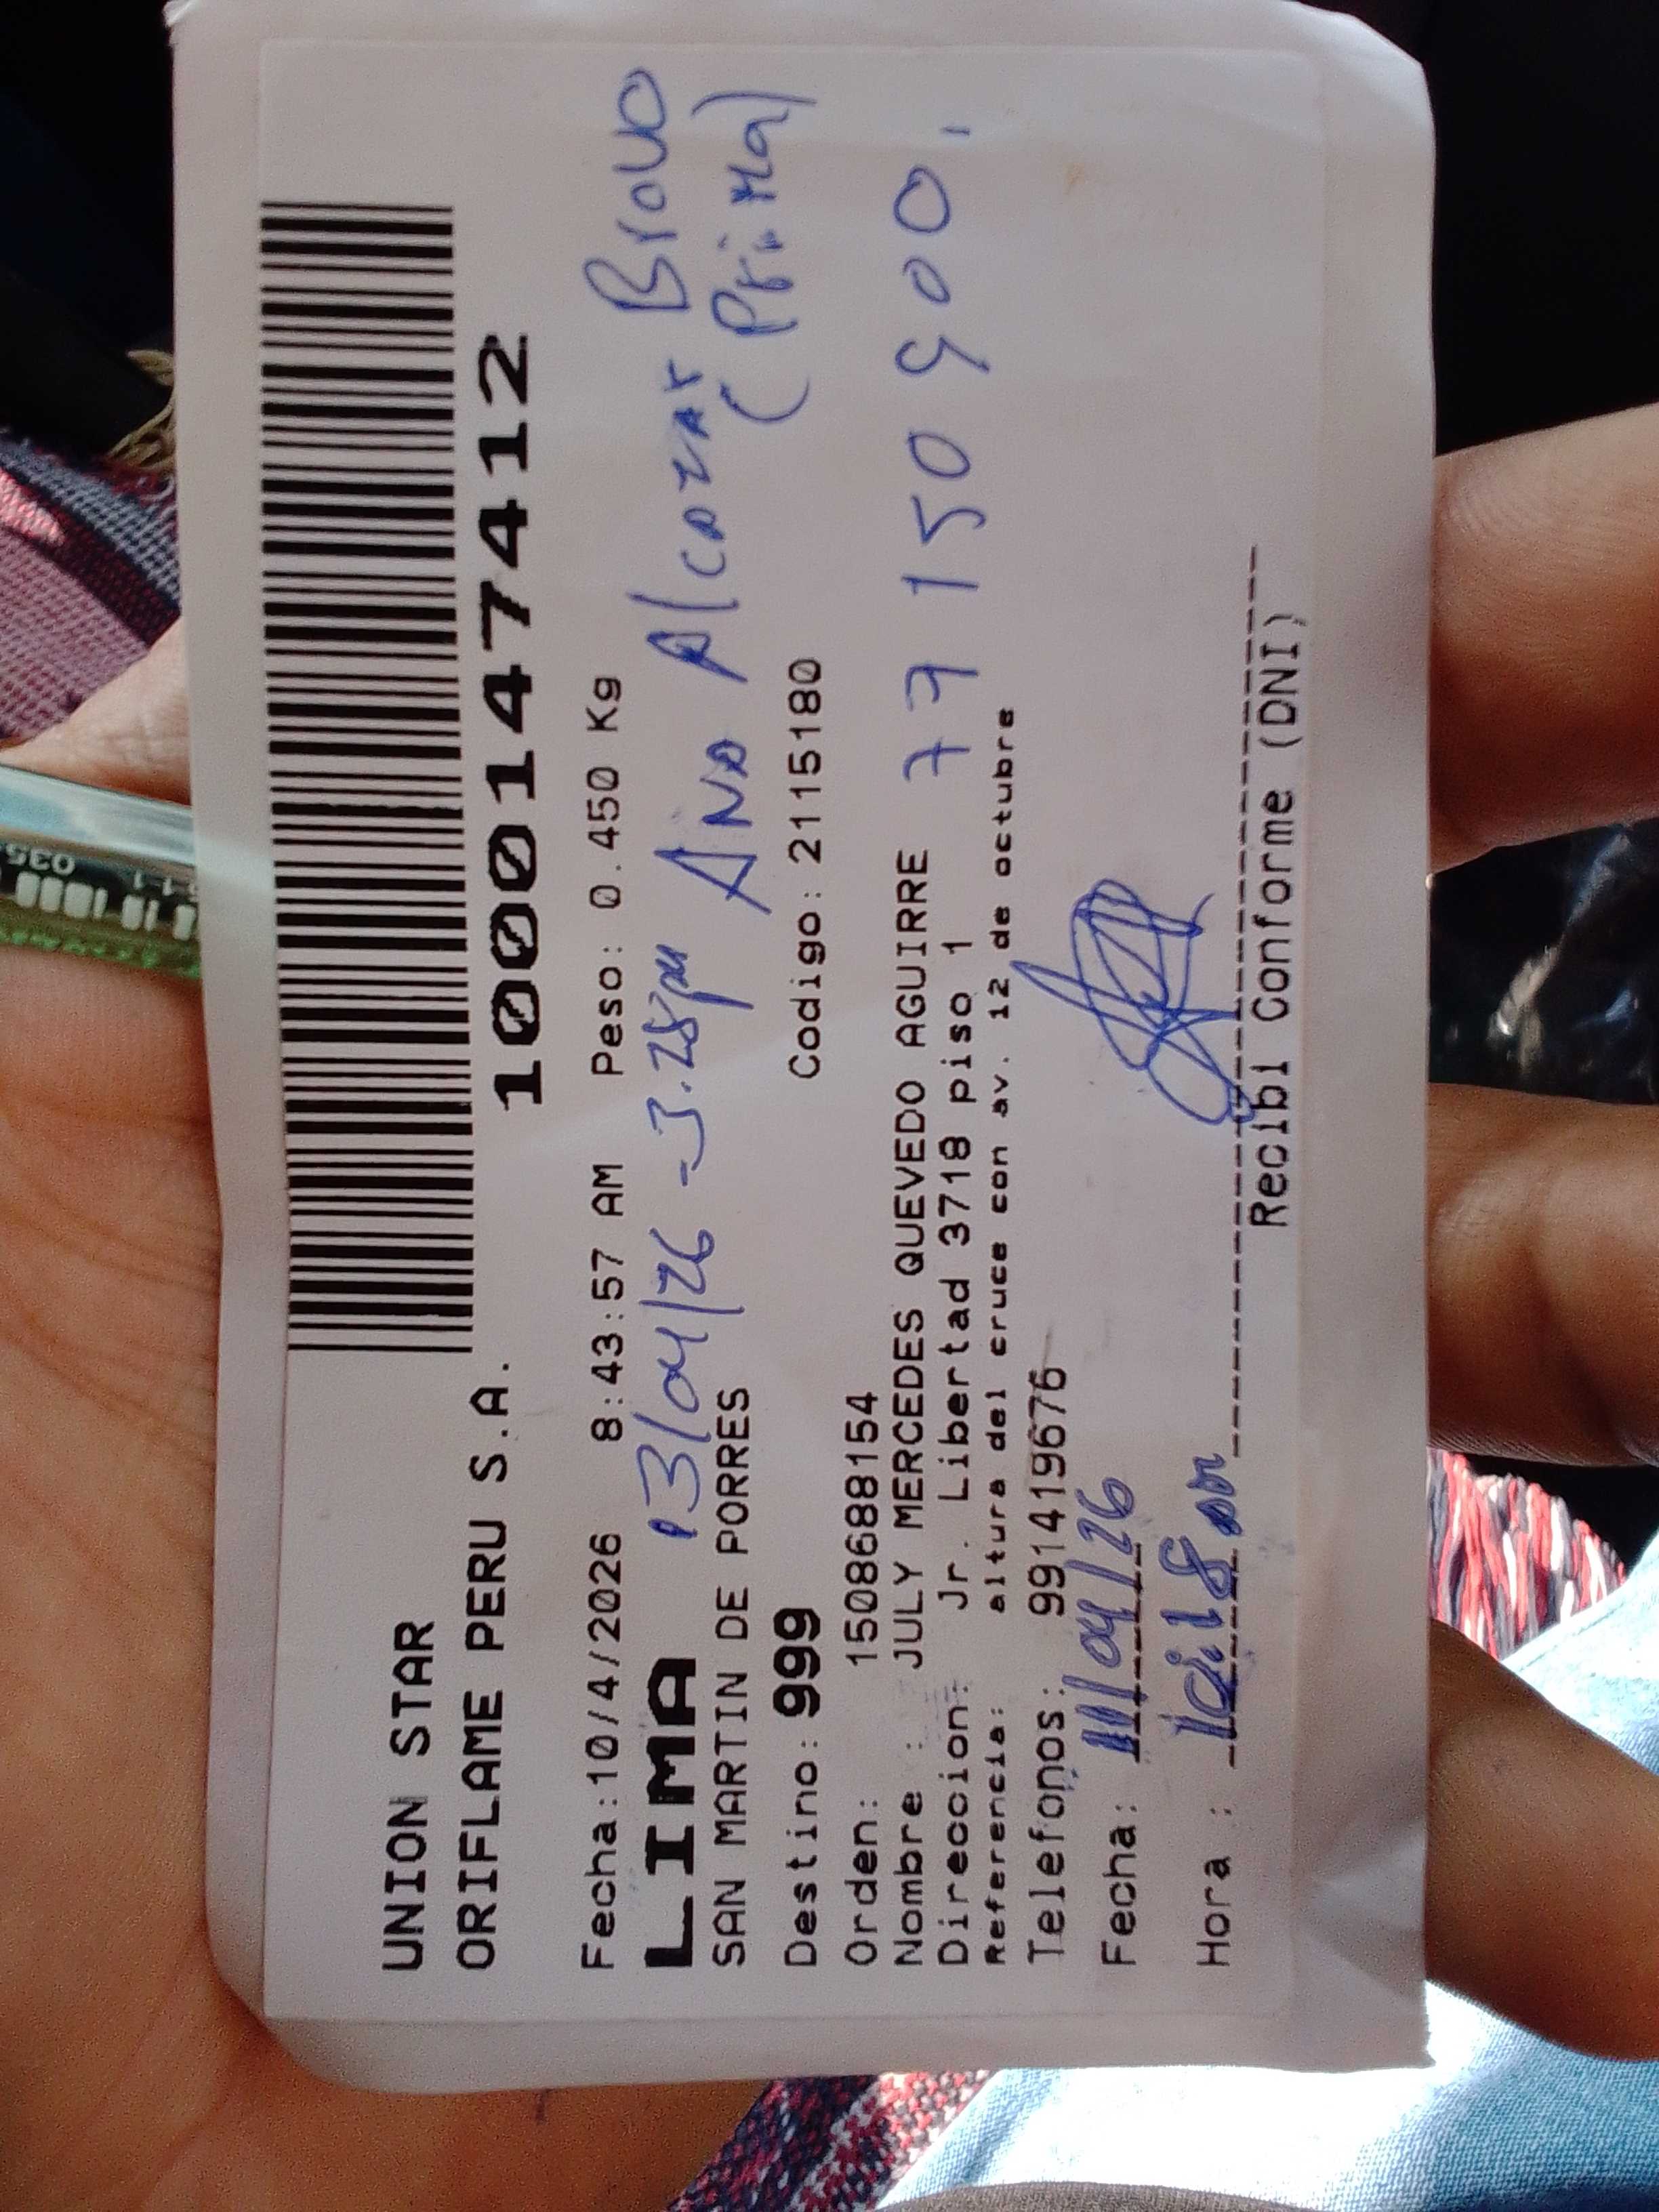 UNION STAR
ORIFLAME PERU S.A.
1000147412
Fecha:10/4/2026 8:43:57 AM Peso: 0.450 Kg
LIMA
13/04/26 - 3.28pm Ana Alcazar Bravo
(Prima)
SAN MARTIN DE PORRES
Destino: 999 Codigo: 21115180
Orden: 1508688154
Nombre : JULY MERCEDES QUEVEDO AGUIRRE
77150900
Direccion: Jr. Libertad 3718 piso 1
Referencia: altura del cruce con av. 12 de octubre
Telefonos: 991419676
Fecha: 11/04/26
Hora :
Recibi Conforme (DNI)